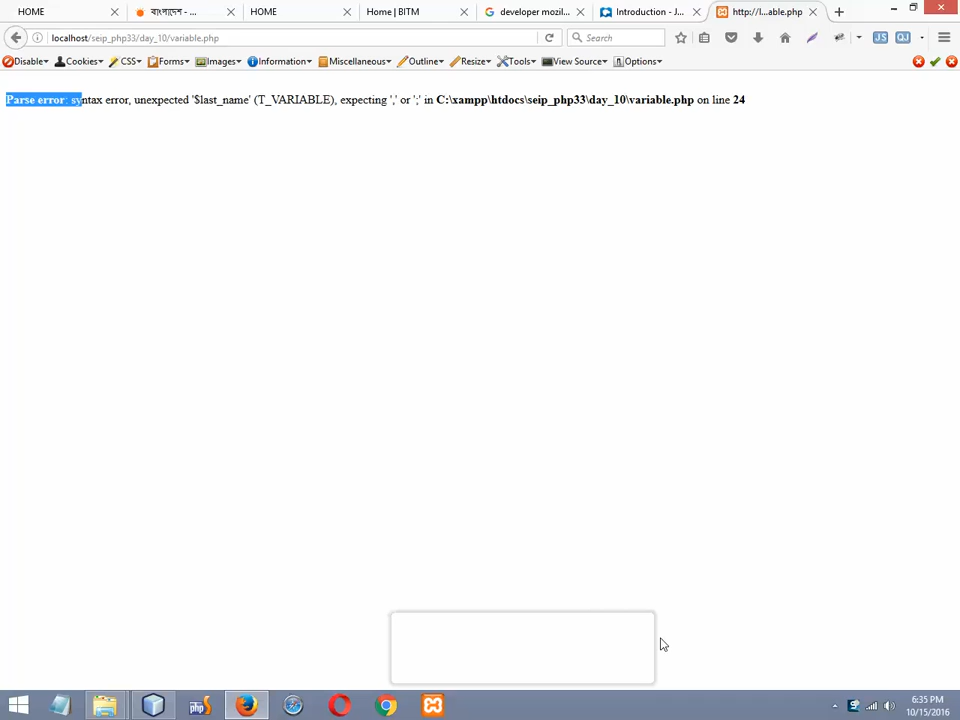 HOME
বাংলাদেশ - ...
HOME
Home | BITM
developer mozil...
Introduction - J...
http://l...able.php
localhost/seip_php33/day_10/variable.php
Search
Disable
Cookies
CSS
Forms
Images
Information
Miscellaneous
Outline
Resize
Tools
View Source
Options
Parse error: syntax error, unexpected '$last_name' (T_VARIABLE), expecting ',' or ';' in C:\xampp\htdocs\seip_php33\day_10\variable.php on line 24
6:35 PM
10/15/2016